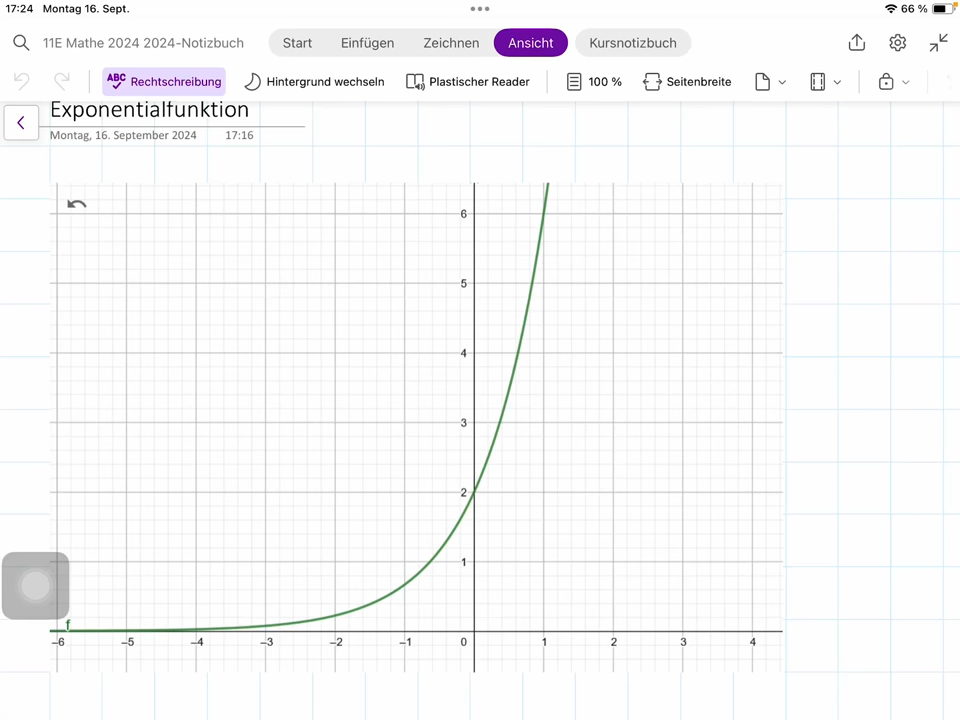 17:24 Montag 16. Sept. 66 %
11E Mathe 2024 2024-Notizbuch Start Einfügen Zeichnen Ansicht Kursnotizbuch
ABC Rechtschreibung Hintergrund wechseln Plastischer Reader 100 % Seitenbreite
Exponentialfunktion
Montag, 16. September 2024 17:16
6
5
4
3
2
1
f
–6 –5 –4 –3 –2 –1 0 1 2 3 4